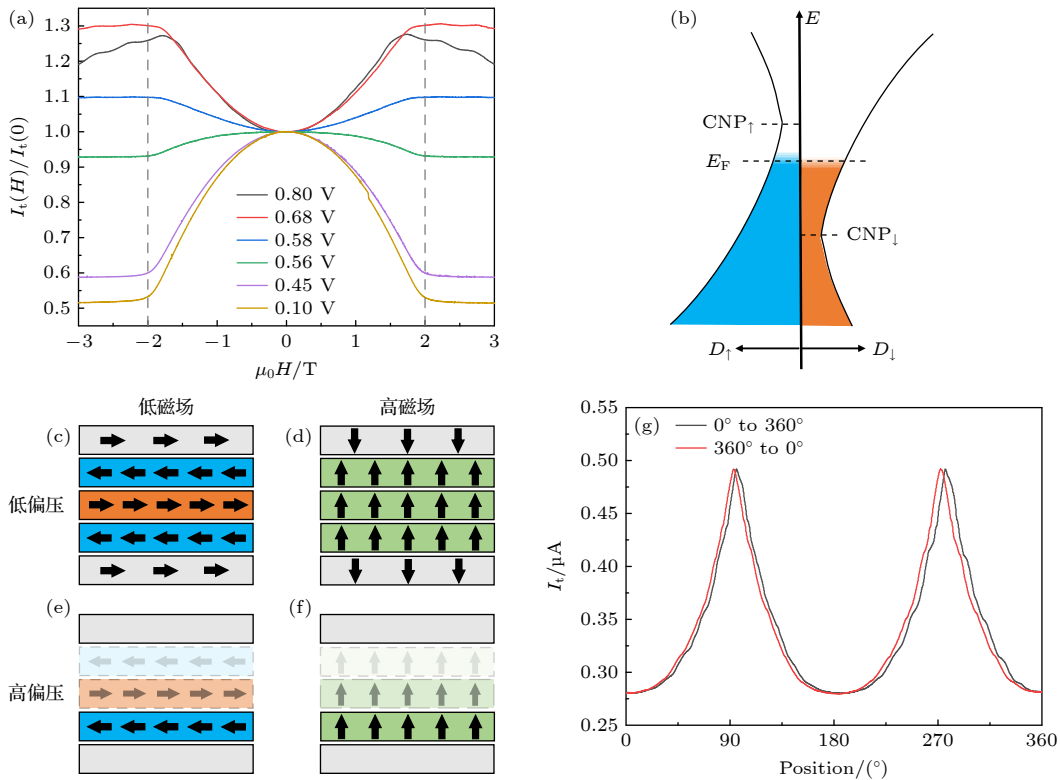 (a)
1.3
1.2
1.1
1.0
0.9
0.8
0.7
0.6
0.5
I_t(H)/I_t(0)
0.80 V
0.68 V
0.58 V
0.56 V
0.45 V
0.10 V
−3 −2 −1 0 1 2 3
μ₀H/T
(b)
E
CNP↑
E_F
CNP↓
D↑ D↓
低磁场 高磁场
(c) (d)
低偏压
(e) (f)
高偏压
(g)
0° to 360°
360° to 0°
0.55
0.50
0.45
0.40
0.35
0.30
0.25
I_t/μA
0 90 180 270 360
Position/(°)